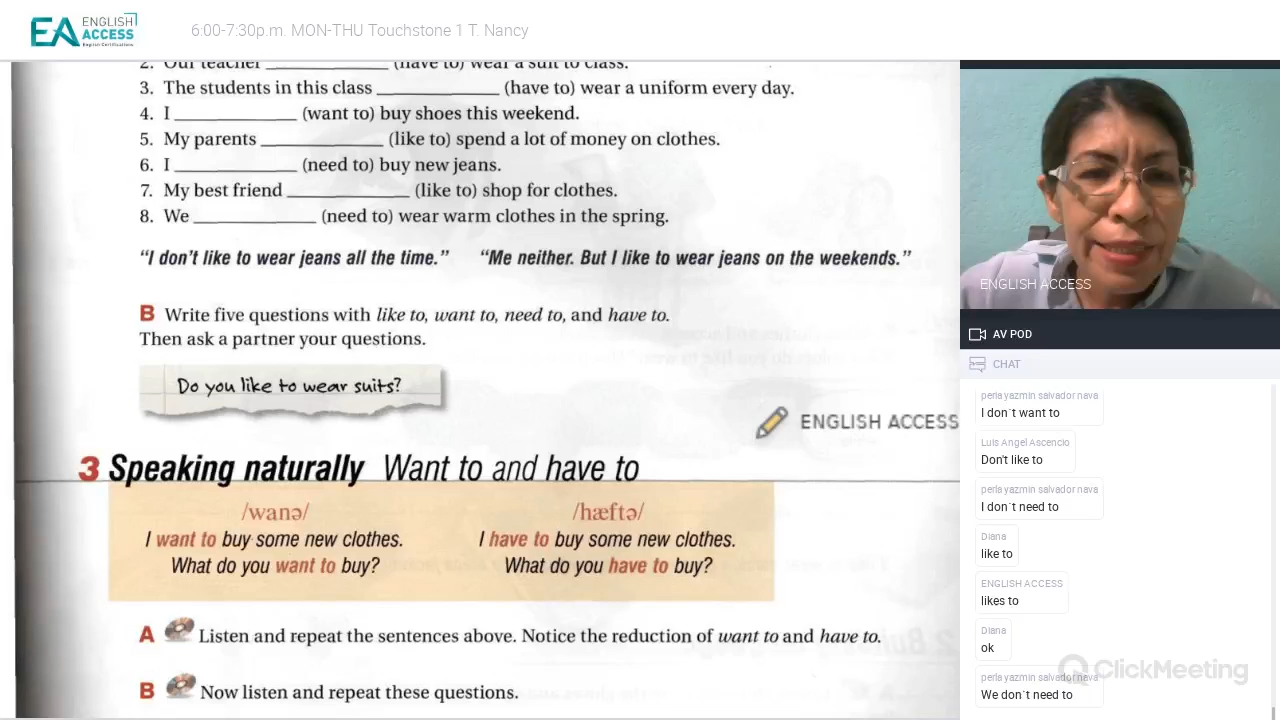 EA ENGLISH ACCESS
English Certifications
6:00-7:30p.m. MON-THU Touchstone 1 T. Nancy
2. Our teacher ____________ (have to) wear a suit to class.
3. The students in this class ____________ (have to) wear a uniform every day.
4. I ____________ (want to) buy shoes this weekend.
5. My parents ____________ (like to) spend a lot of money on clothes.
6. I ____________ (need to) buy new jeans.
7. My best friend ____________ (like to) shop for clothes.
8. We ____________ (need to) wear warm clothes in the spring.
“I don’t like to wear jeans all the time.” “Me neither. But I like to wear jeans on the weekends.”
B Write five questions with like to, want to, need to, and have to.
Then ask a partner your questions.
Do you like to wear suits?
ENGLISH ACCESS
3 Speaking naturally Want to and have to
/wanə/ /hæftə/
I want to buy some new clothes. I have to buy some new clothes.
What do you want to buy? What do you have to buy?
A Listen and repeat the sentences above. Notice the reduction of want to and have to.
B Now listen and repeat these questions.
ENGLISH ACCESS
AV POD
CHAT
perla yazmin salvador nava
I don´t want to
Luis Angel Ascencio
Don't like to
perla yazmin salvador nava
I don´t need to
Diana
like to
ENGLISH ACCESS
likes to
Diana
ok
perla yazmin salvador nava
We don´t need to
ClickMeeting